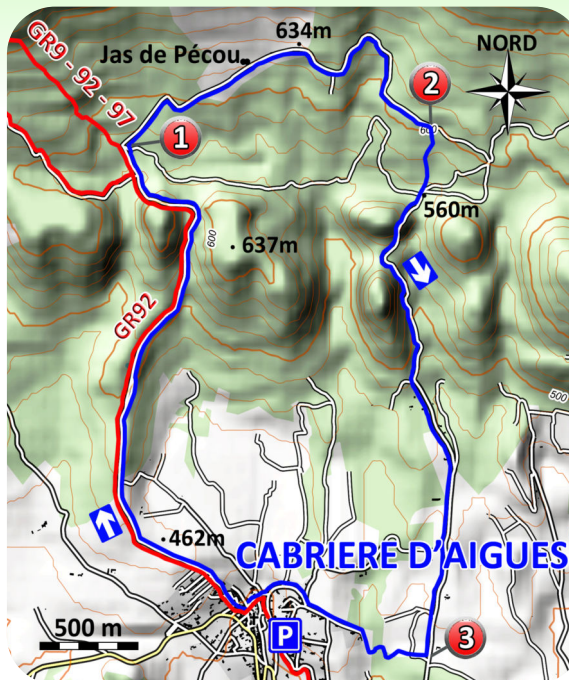 634m
Jas de Pécou
NORD
GR9 - 92 - 97
1
2
600
560m
600
637m
GR92
500
462m
CABRIERE D'AIGUES
P
3
500 m